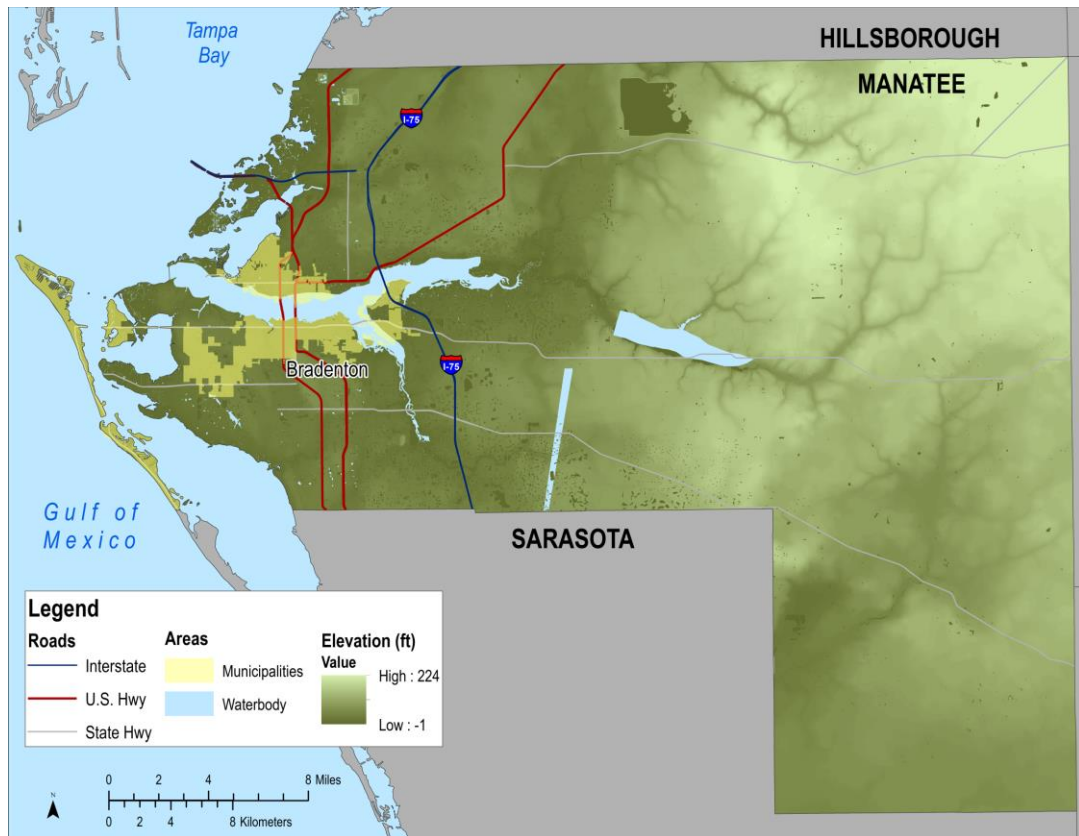 Tampa
Bay
HILLSBOROUGH
MANATEE
I-75
I-75
Bradenton
Gulf of
Mexico
SARASOTA
Legend
Roads
Interstate
U.S. Hwy
State Hwy
Areas
Municipalities
Waterbody
Elevation (ft)
Value
High : 224
Low : -1
N
0 2 4 8 Miles
0 2 4 8 Kilometers